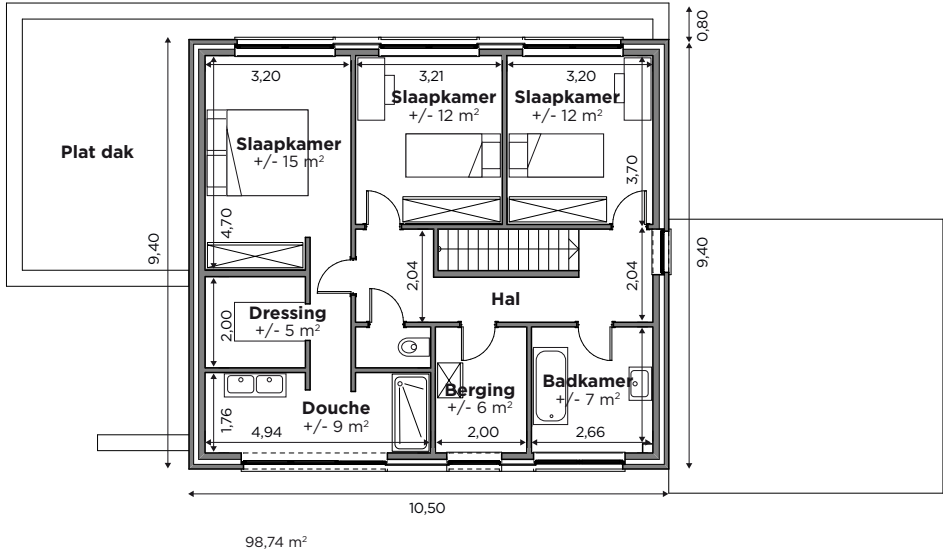 0,80
3,20
3,21
3,20
Slaapkamer
+/- 12 m²
Slaapkamer
+/- 12 m²
Slaapkamer
+/- 15 m²
Plat dak
3,70
4,70
9,40
9,40
2,04
2,04
Hal
Dressing
+/- 5 m²
2,00
Badkamer
+/- 7 m²
Berging
+/- 6 m²
Douche
+/- 9 m²
1,76
4,94
2,00
2,66
10,50
98,74 m²